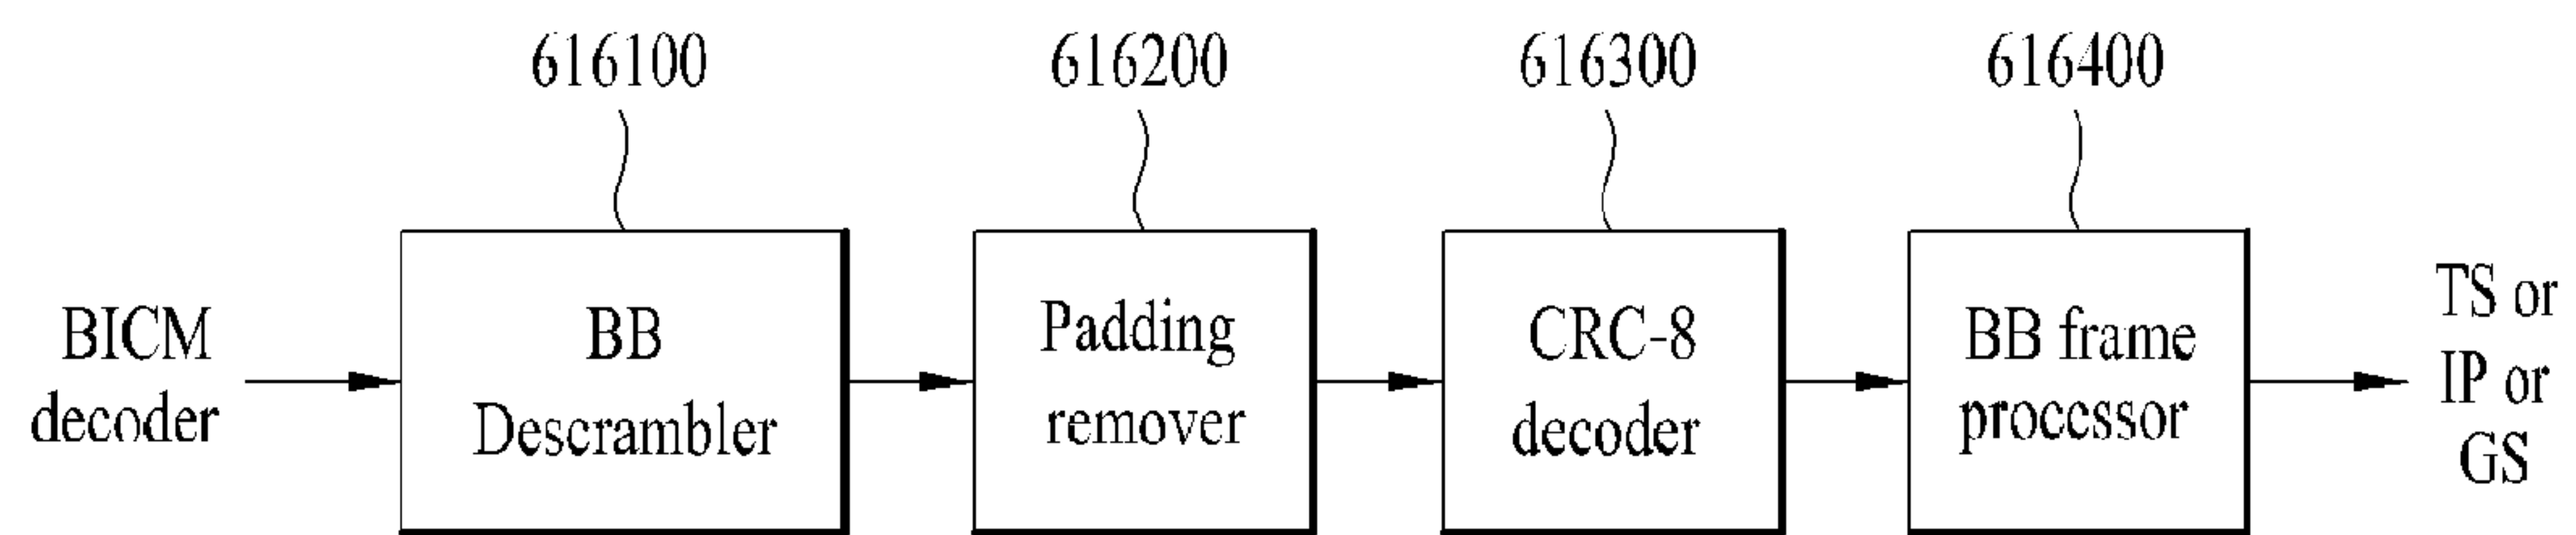 616100
616200
616300
616400
BICM
decoder
BB
Descrambler
Padding
remover
CRC-8
decoder
BB frame
processor
TS or
IP or
GS